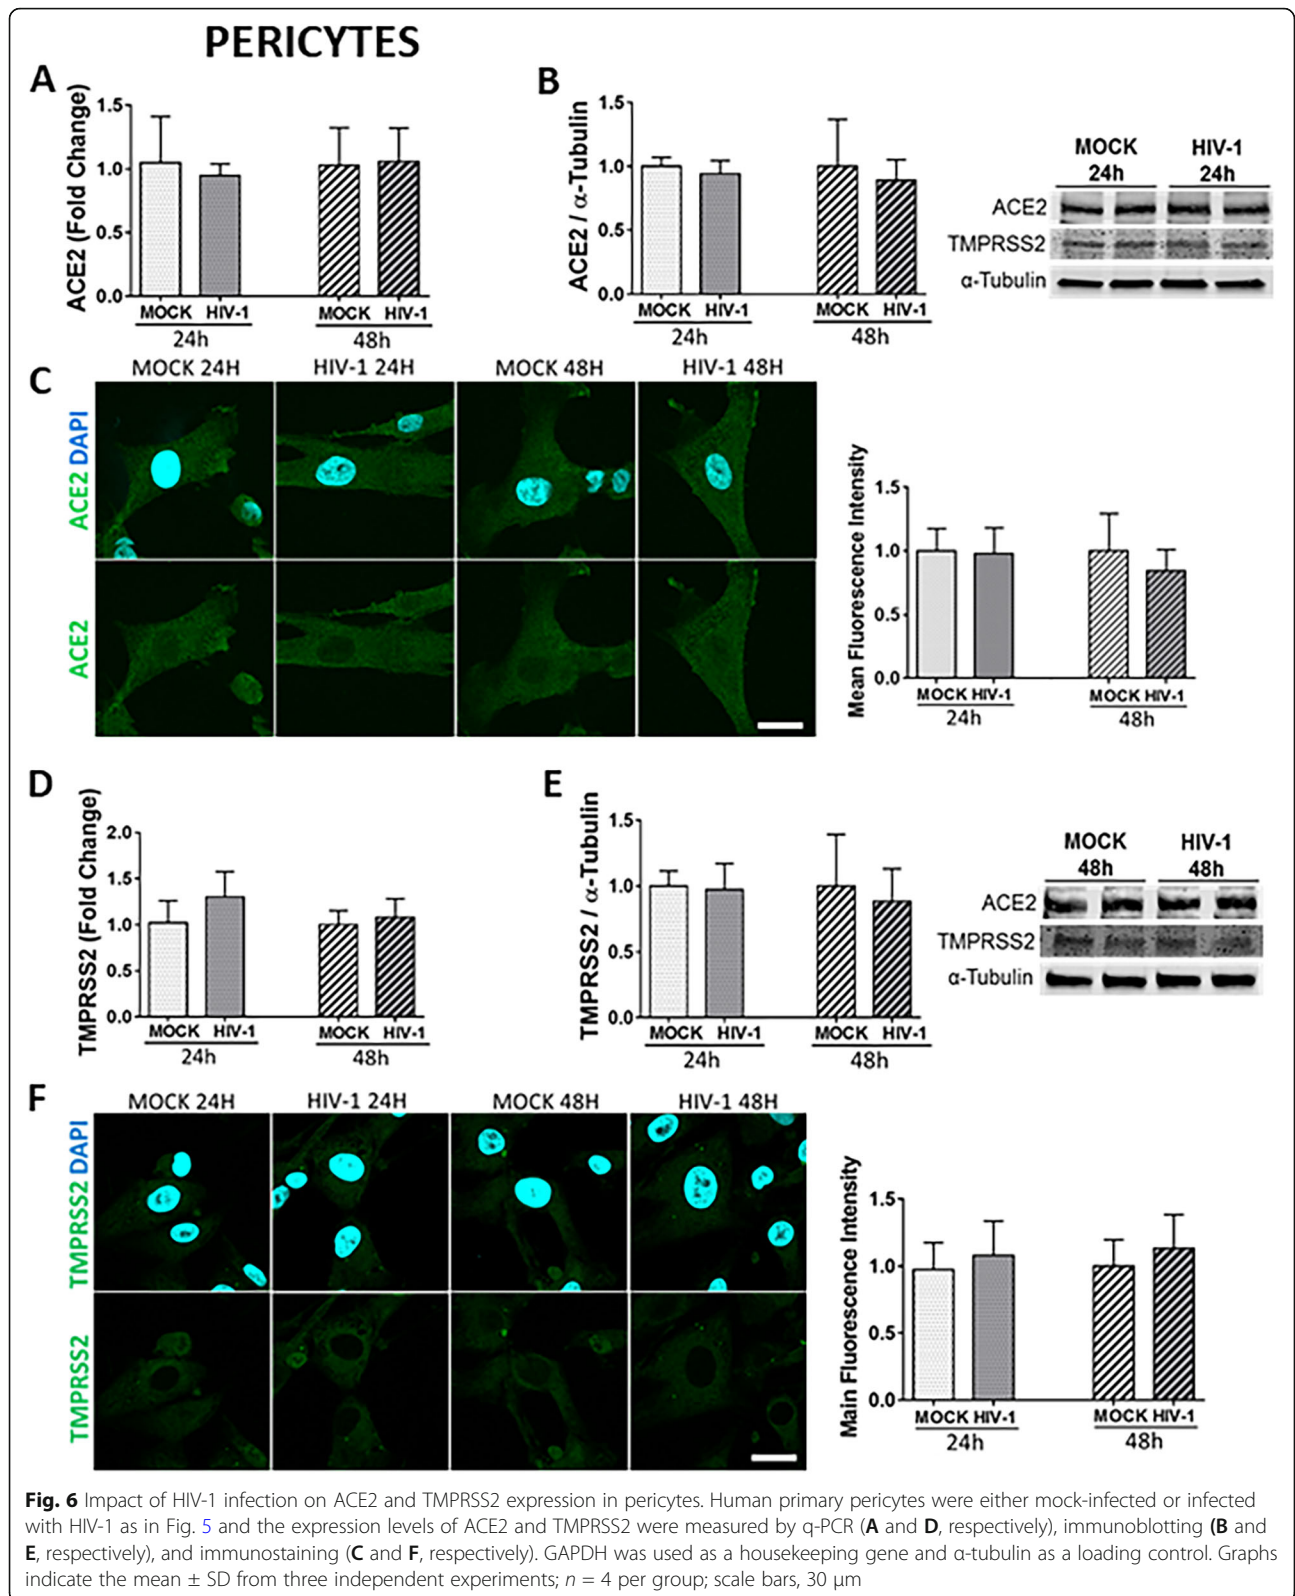 PERICYTES
A
ACE2 (Fold Change)
1.5
1.0
0.5
0.0
MOCK HIV-1 MOCK HIV-1
24h 48h
B
ACE2 / α-Tubulin
1.5
1.0
0.5
0.0
MOCK HIV-1 MOCK HIV-1
24h 48h
MOCK HIV-1
24h 24h
ACE2
TMPRSS2
α-Tubulin
C
MOCK 24H HIV-1 24H MOCK 48H HIV-1 48H
ACE2 DAPI
ACE2
Mean Fluorescence Intensity
1.5
1.0
0.5
0.0
MOCK HIV-1 MOCK HIV-1
24h 48h
D
TMPRSS2 (Fold Change)
2.0
1.5
1.0
0.5
0.0
MOCK HIV-1 MOCK HIV-1
24h 48h
E
TMPRSS2 / α-Tubulin
1.5
1.0
0.5
0.0
MOCK HIV-1 MOCK HIV-1
24h 48h
MOCK HIV-1
48h 48h
ACE2
TMPRSS2
α-Tubulin
F
MOCK 24H HIV-1 24H MOCK 48H HIV-1 48H
TMPRSS2 DAPI
TMPRSS2
Main Fluorescence Intensity
1.5
1.0
0.5
0.0
MOCK HIV-1 MOCK HIV-1
24h 48h
Fig. 6 Impact of HIV-1 infection on ACE2 and TMPRSS2 expression in pericytes. Human primary pericytes were either mock-infected or infected
with HIV-1 as in Fig. 5 and the expression levels of ACE2 and TMPRSS2 were measured by q-PCR (A and D, respectively), immunoblotting (B and
E, respectively), and immunostaining (C and F, respectively). GAPDH was used as a housekeeping gene and α-tubulin as a loading control. Graphs
indicate the mean ± SD from three independent experiments; n = 4 per group; scale bars, 30 μm